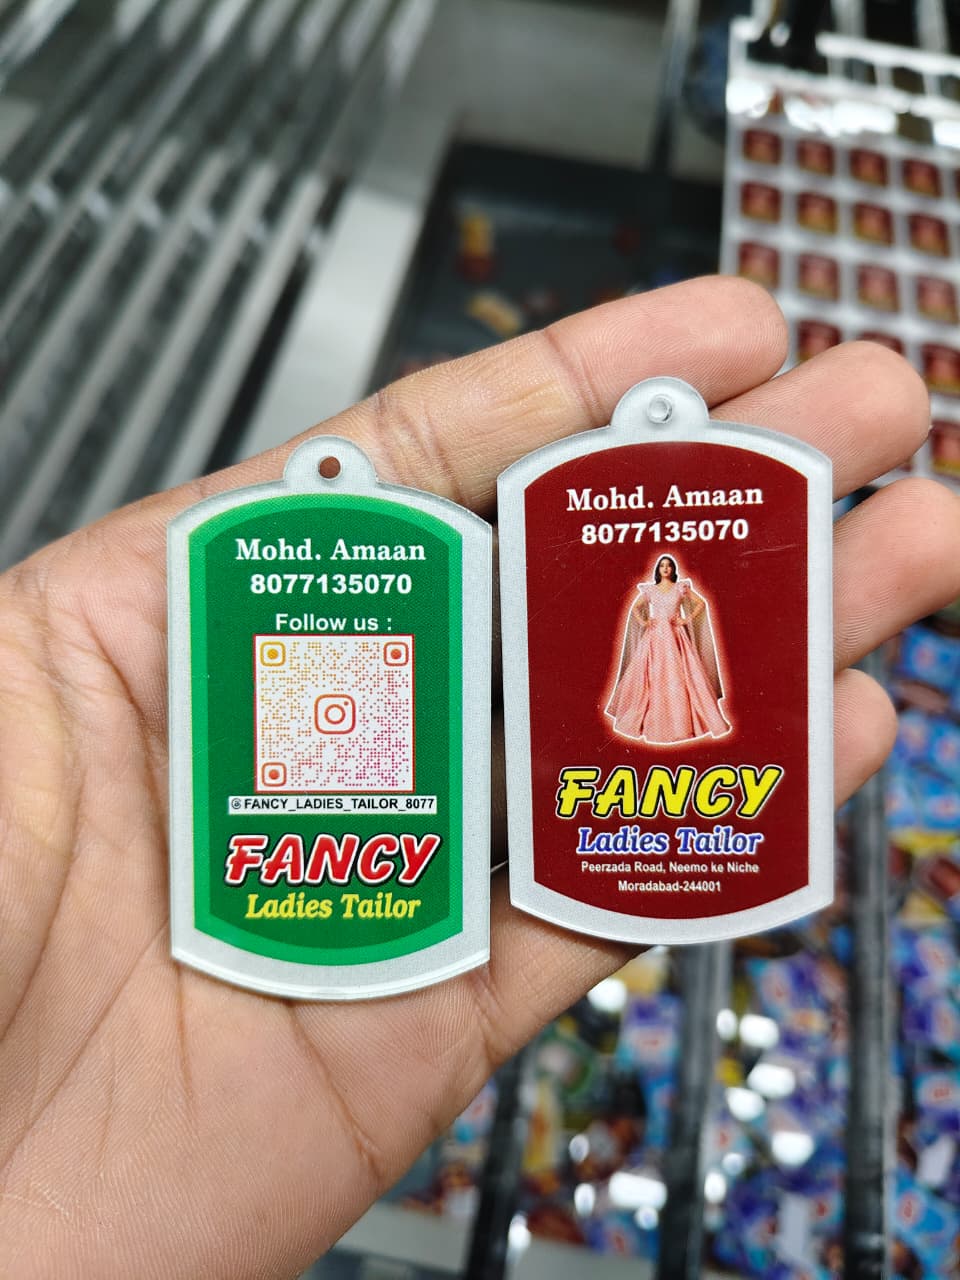 Mohd. Amaan
8077135070
Follow us :
@FANCY_LADIES_TAILOR_8077
FANCY
Ladies Tailor
Mohd. Amaan
8077135070
FANCY
Ladies Tailor
Peerzada Road, Neemo ke Niche
Moradabad-244001